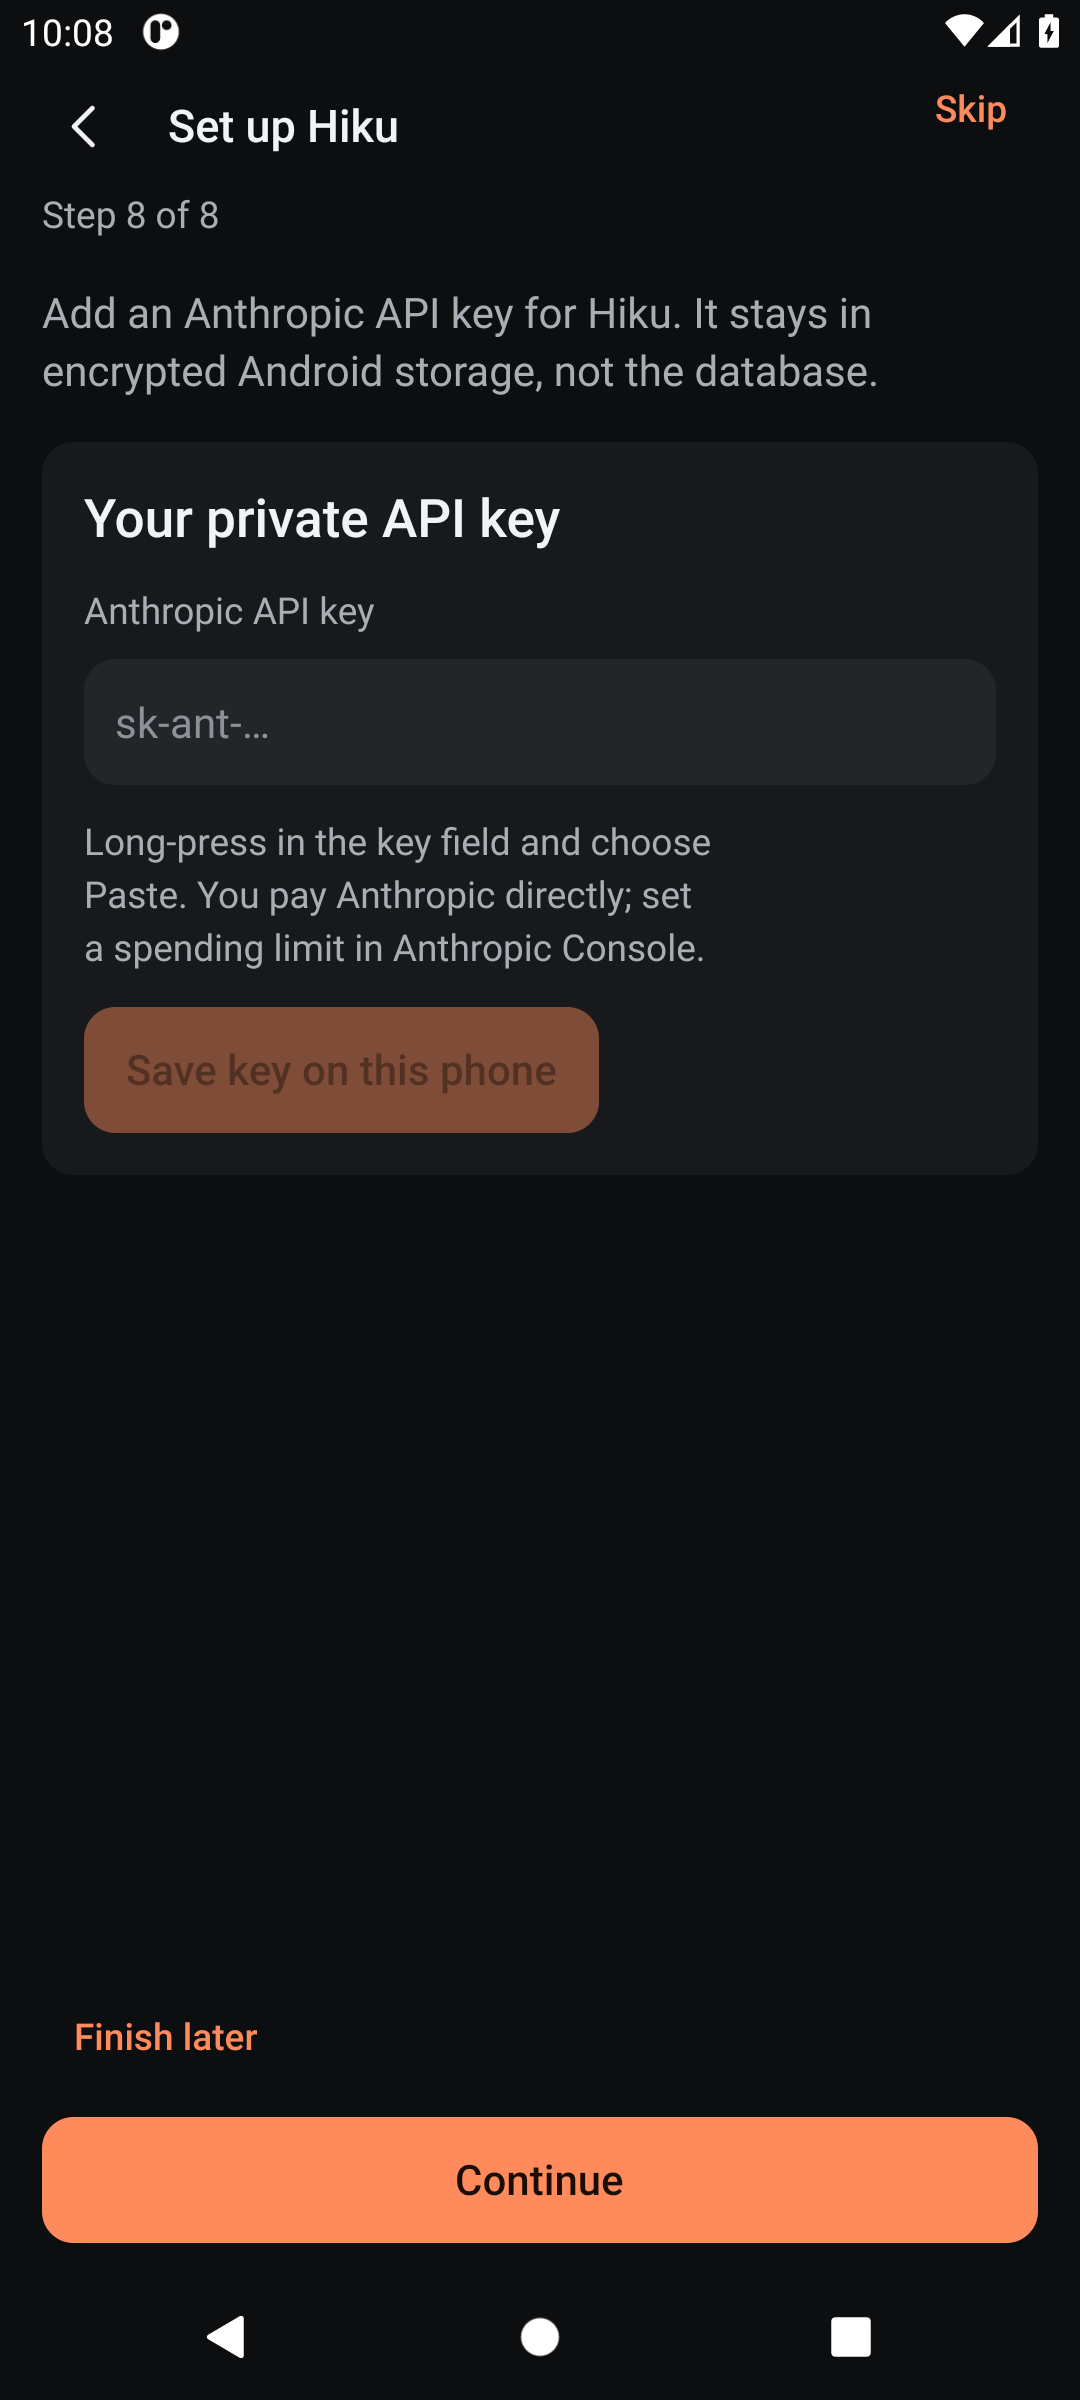 10:08
Set up Hiku
Skip
Step 8 of 8
Add an Anthropic API key for Hiku. It stays in
encrypted Android storage, not the database.
Your private API key
Anthropic API key
sk-ant-…
Long-press in the key field and choose
Paste. You pay Anthropic directly; set
a spending limit in Anthropic Console.
Save key on this phone
Finish later
Continue